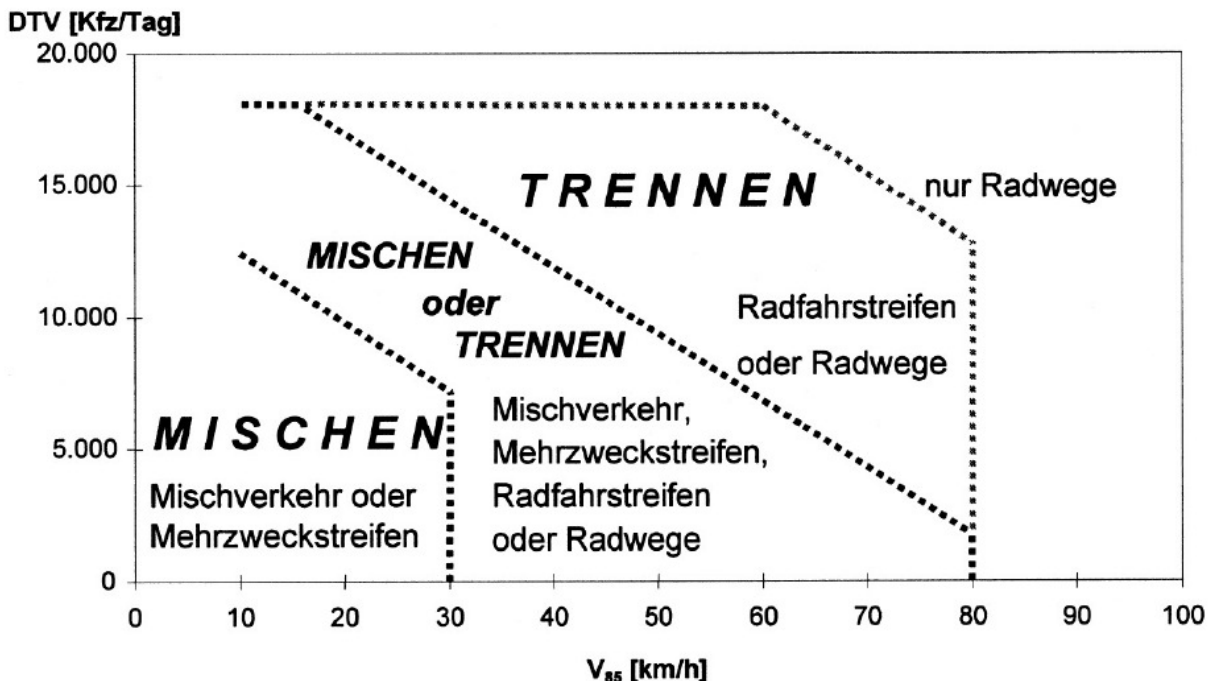 DTV [Kfz/Tag]
20.000
15.000
10.000
5.000
0
TRENNEN
nur Radwege
MISCHEN
oder
TRENNEN
Radfahrstreifen
oder Radwege
Mischverkehr,
Mehrzweckstreifen,
Radfahrstreifen
oder Radwege
MISCHEN
Mischverkehr oder
Mehrzweckstreifen
0 10 20 30 40 50 60 70 80 90 100
V85 [km/h]